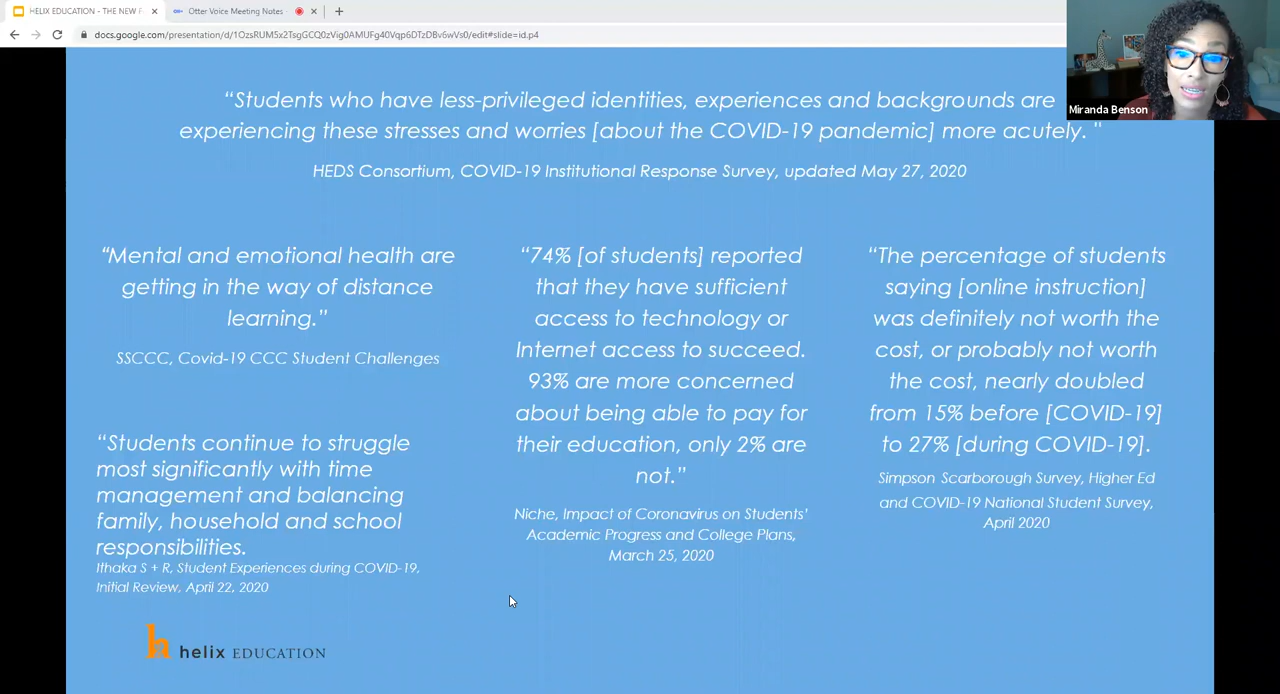 HELIX EDUCATION - THE NEW
Otter Voice Meeting Notes
docs.google.com/presentation/d/1OzsRUM5x2TsgGCQ0zVig0AMUFg40Vqp6DTzDBv6wVs0/edit#slide=id.p4
Miranda Benson
“Students who have less-privileged identities, experiences and backgrounds are
experiencing these stresses and worries [about the COVID-19 pandemic] more acutely. ”
HEDS Consortium, COVID-19 Institutional Response Survey, updated May 27, 2020
“Mental and emotional health are
getting in the way of distance
learning.”
SSCCC, Covid-19 CCC Student Challenges
“Students continue to struggle
most significantly with time
management and balancing
family, household and school
responsibilities.
Ithaka S + R, Student Experiences during COVID-19,
Initial Review, April 22, 2020
“74% [of students] reported
that they have sufficient
access to technology or
Internet access to succeed.
93% are more concerned
about being able to pay for
their education, only 2% are
not.”
Niche, Impact of Coronavirus on Students’
Academic Progress and College Plans,
March 25, 2020
“The percentage of students
saying [online instruction]
was definitely not worth the
cost, or probably not worth
the cost, nearly doubled
from 15% before [COVID-19]
to 27% [during COVID-19].
Simpson Scarborough Survey, Higher Ed
and COVID-19 National Student Survey,
April 2020
h helix EDUCATION